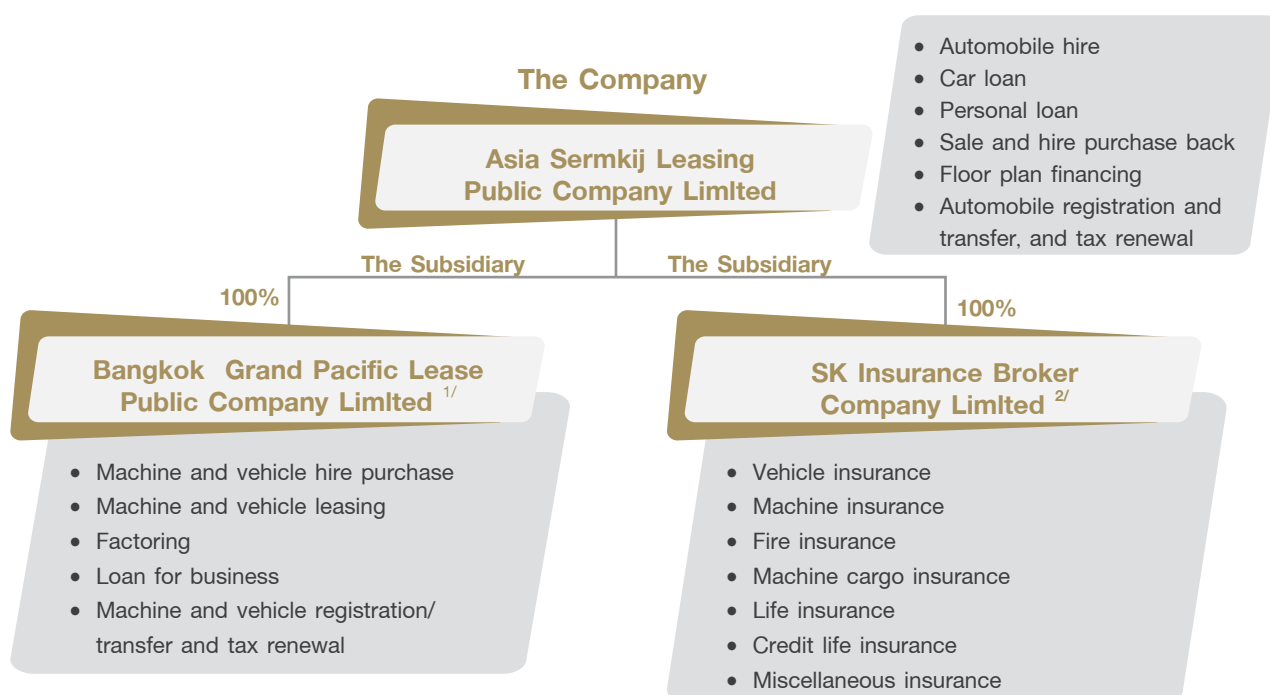 The Company
Asia Sermkij Leasing
Public Company Limlted
• Automobile hire
• Car loan
• Personal loan
• Sale and hire purchase back
• Floor plan financing
• Automobile registration and
transfer, and tax renewal
The Subsidiary
The Subsidiary
100%
100%
Bangkok Grand Pacific Lease
Public Company Limlted 1/
• Machine and vehicle hire purchase
• Machine and vehicle leasing
• Factoring
• Loan for business
• Machine and vehicle registration/
transfer and tax renewal
SK Insurance Broker
Company Limlted 2/
• Vehicle insurance
• Machine insurance
• Fire insurance
• Machine cargo insurance
• Life insurance
• Credit life insurance
• Miscellaneous insurance